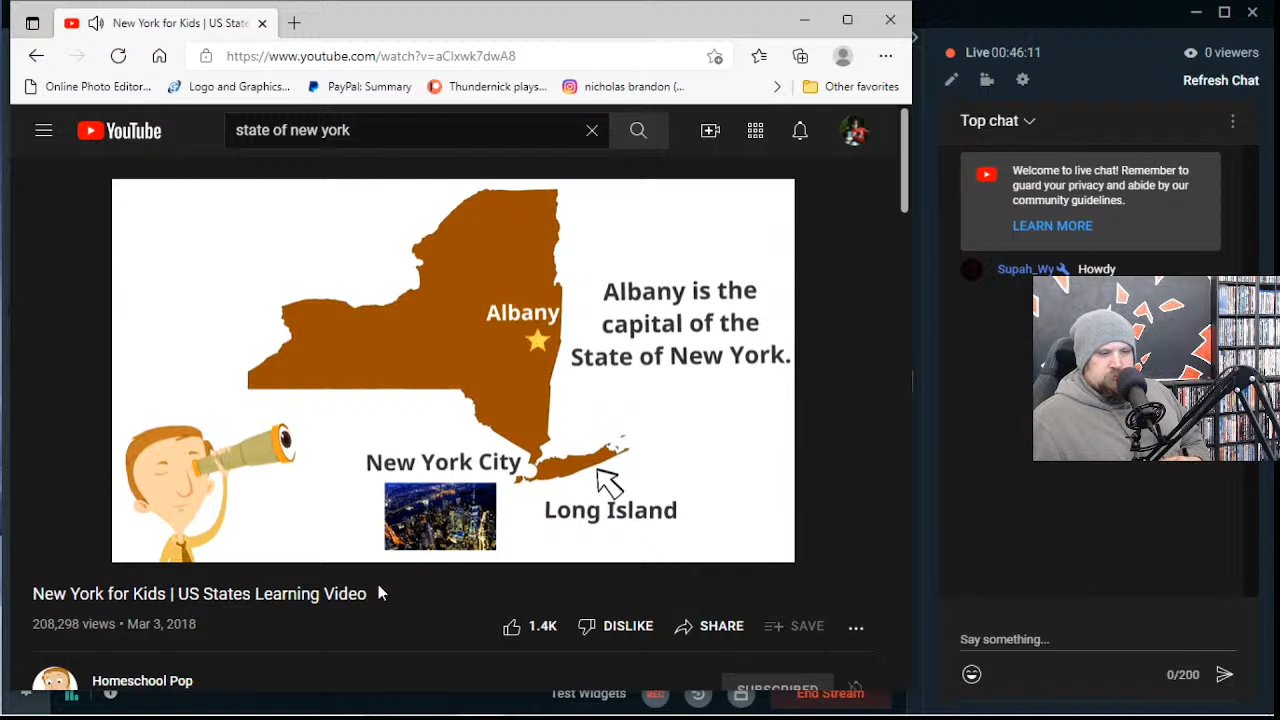 New York for Kids | US State
https://www.youtube.com/watch?v=aClxwk7dwA8
Online Photo Editor...
Logo and Graphics...
PayPal: Summary
Thundernick plays...
nicholas brandon (...
Other favorites
YouTube
state of new york
Albany
Albany is the
capital of the
State of New York.
New York City
Long Island
New York for Kids | US States Learning Video
208,298 views • Mar 3, 2018
1.4K
DISLIKE
SHARE
SAVE
Homeschool Pop
SUBSCRIBED
Test Widgets
REC
End Stream
Live 00:46:11
0 viewers
Refresh Chat
Top chat
Welcome to live chat! Remember to
guard your privacy and abide by our
community guidelines.
LEARN MORE
Supah_Wy Howdy
Say something...
0/200